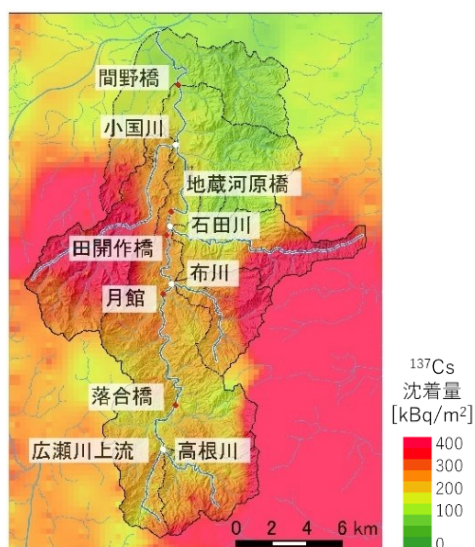 間野橋
小国川
地蔵河原橋
石田川
田開作橋
布川
月舘
落合橋
広瀬川上流
高根川
0 2 4 6 km
¹³⁷Cs
沈着量
[kBq/m²]
400
300
200
100
0